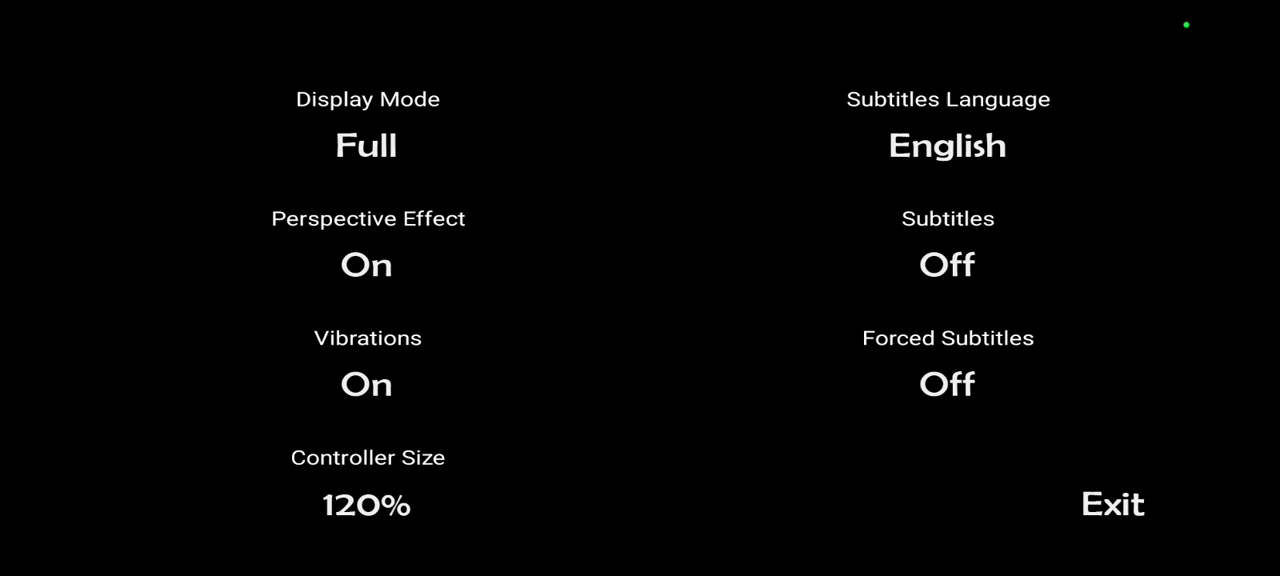 Display Mode
Full
Perspective Effect
On
Vibrations
On
Controller Size
120%
Subtitles Language
English
Subtitles
Off
Forced Subtitles
Off
Exit